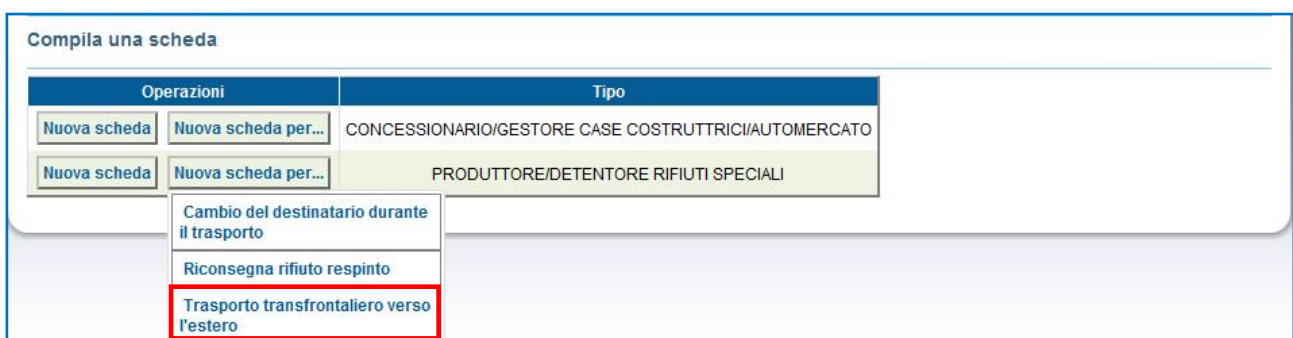 Compila una scheda
Operazioni Tipo
Nuova scheda Nuova scheda per... CONCESSIONARIO/GESTORE CASE COSTRUTTRICI/AUTOMERCATO
Nuova scheda Nuova scheda per... PRODUTTORE/DETENTORE RIFIUTI SPECIALI
Cambio del destinatario durante
il trasporto
Riconsegna rifiuto respinto
Trasporto transfrontaliero verso
l'estero